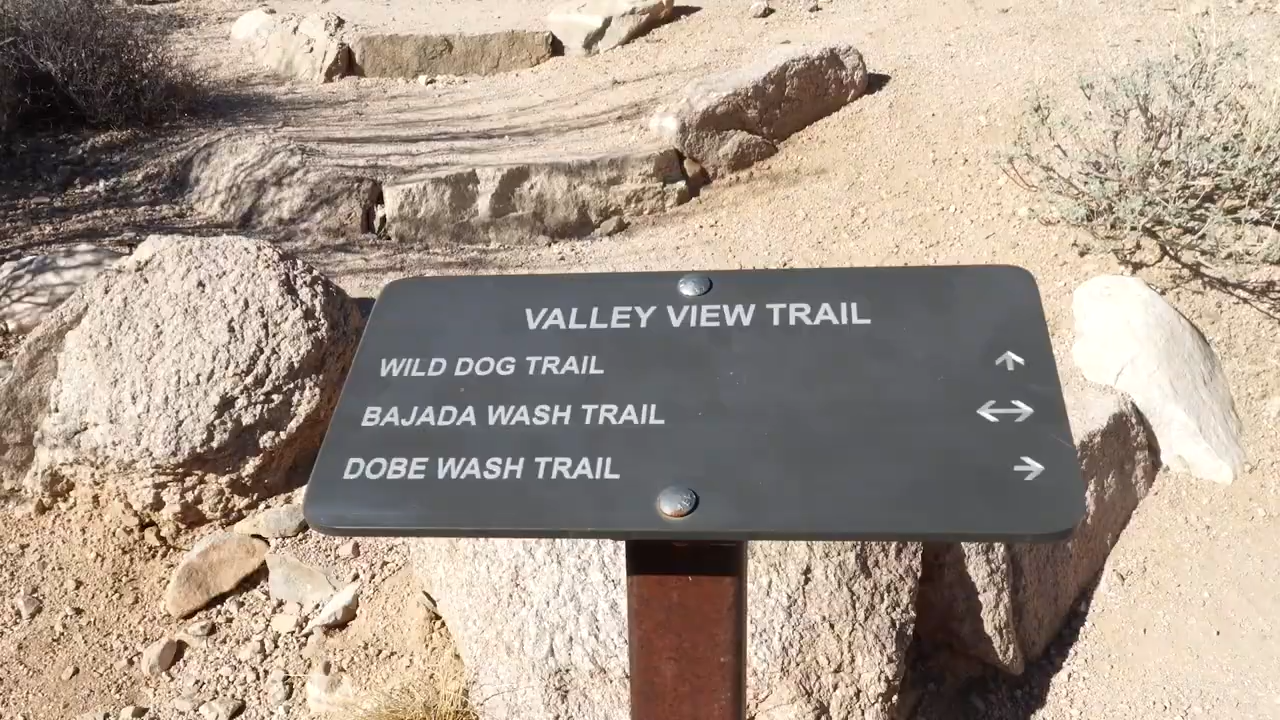 VALLEY VIEW TRAIL
WILD DOG TRAIL ↑
BAJADA WASH TRAIL ↔
DOBE WASH TRAIL →